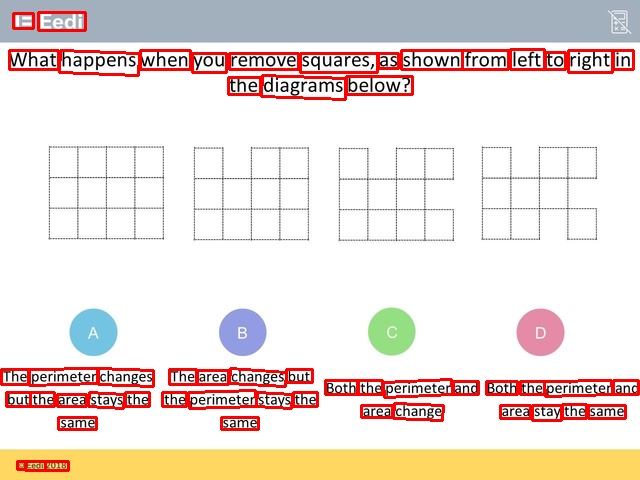 Eedi
What happens when you remove squares, as shown from left to right in
the diagrams below?
A
B
C
D
The perimeter changes
but the area stays the
same
The area changes but
the perimeter stays the
same
Both the perimeter and
area change
Both the perimeter and
area stay the same
© Eedi 2018